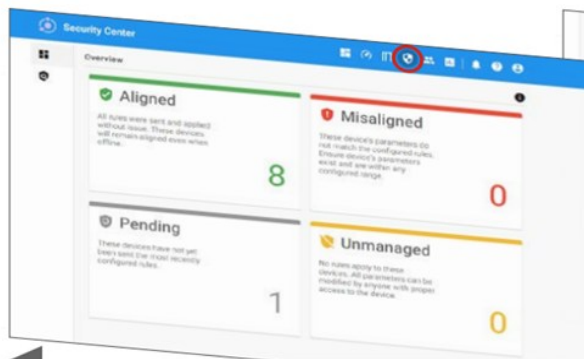 Security Center
Overview
Aligned
All rules were sent and applied
without issue. These devices
will remain aligned even when
offline.
8
Misaligned
These device's parameters do
not match the configured rules.
Ensure device's parameters
exist and are within any
configured range.
0
Pending
These devices have not yet
been sent the most recently
configured rules.
1
Unmanaged
No rules apply to these
devices. All parameters can be
modified by anyone with proper
access to the device.
0